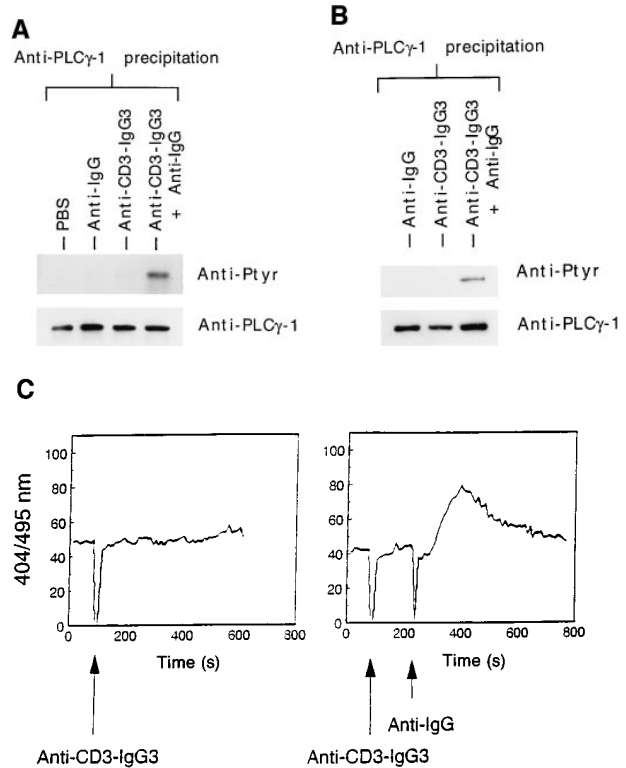 A
Anti-PLCγ-1 precipitation
PBS
Anti-IgG
Anti-CD3-IgG3
Anti-CD3-IgG3
+ Anti-IgG
Anti-Ptyr
Anti-PLCγ-1
B
Anti-PLCγ-1 precipitation
Anti-IgG
Anti-CD3-IgG3
Anti-CD3-IgG3
+ Anti-IgG
Anti-Ptyr
Anti-PLCγ-1
C
404/495 nm
100
80
60
40
20
0
0 200 400 600 300
Time (s)
Anti-CD3-IgG3
100
80
60
40
20
0
0 200 400 600 800
Time (s)
Anti-IgG
Anti-CD3-IgG3